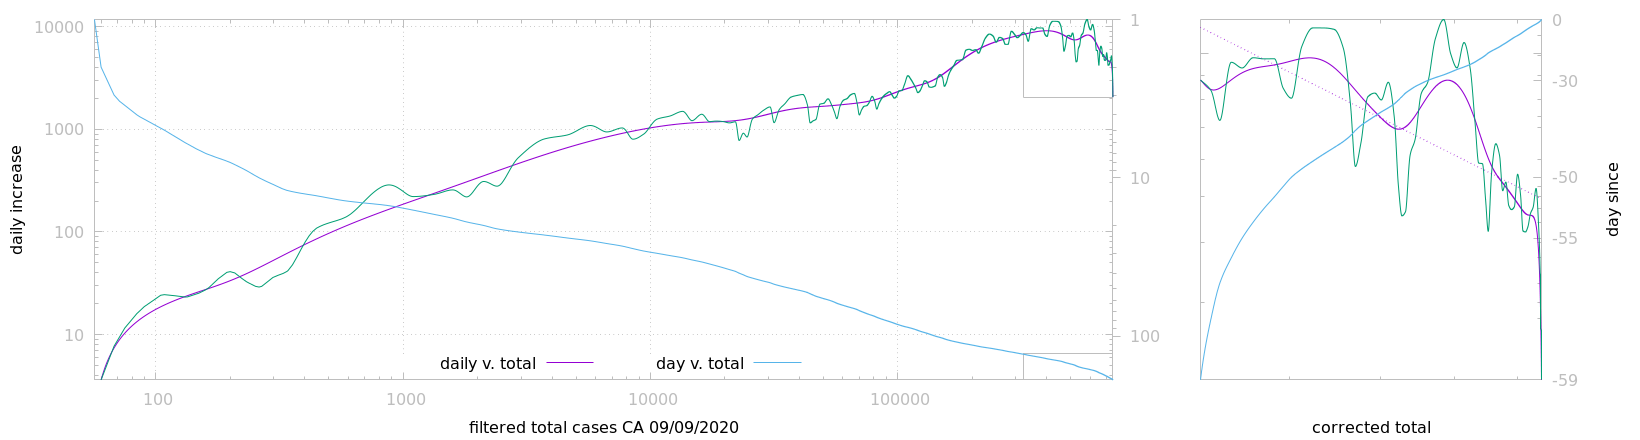 10000
1000
100
10
daily increase
100
1000
10000
100000
filtered total cases CA 09/09/2020
daily v. total
day v. total
1
10
100
0
-30
-50
-55
-59
day since
corrected total